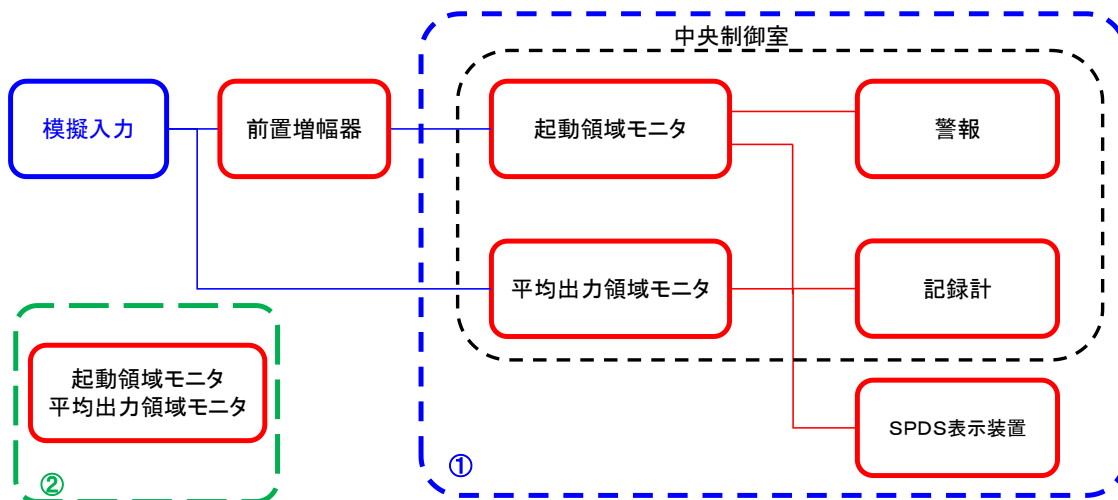 中央制御室
模擬入力
前置増幅器
起動領域モニタ
警報
平均出力領域モニタ
記録計
起動領域モニタ
平均出力領域モニタ
SPDS表示装置
①
②